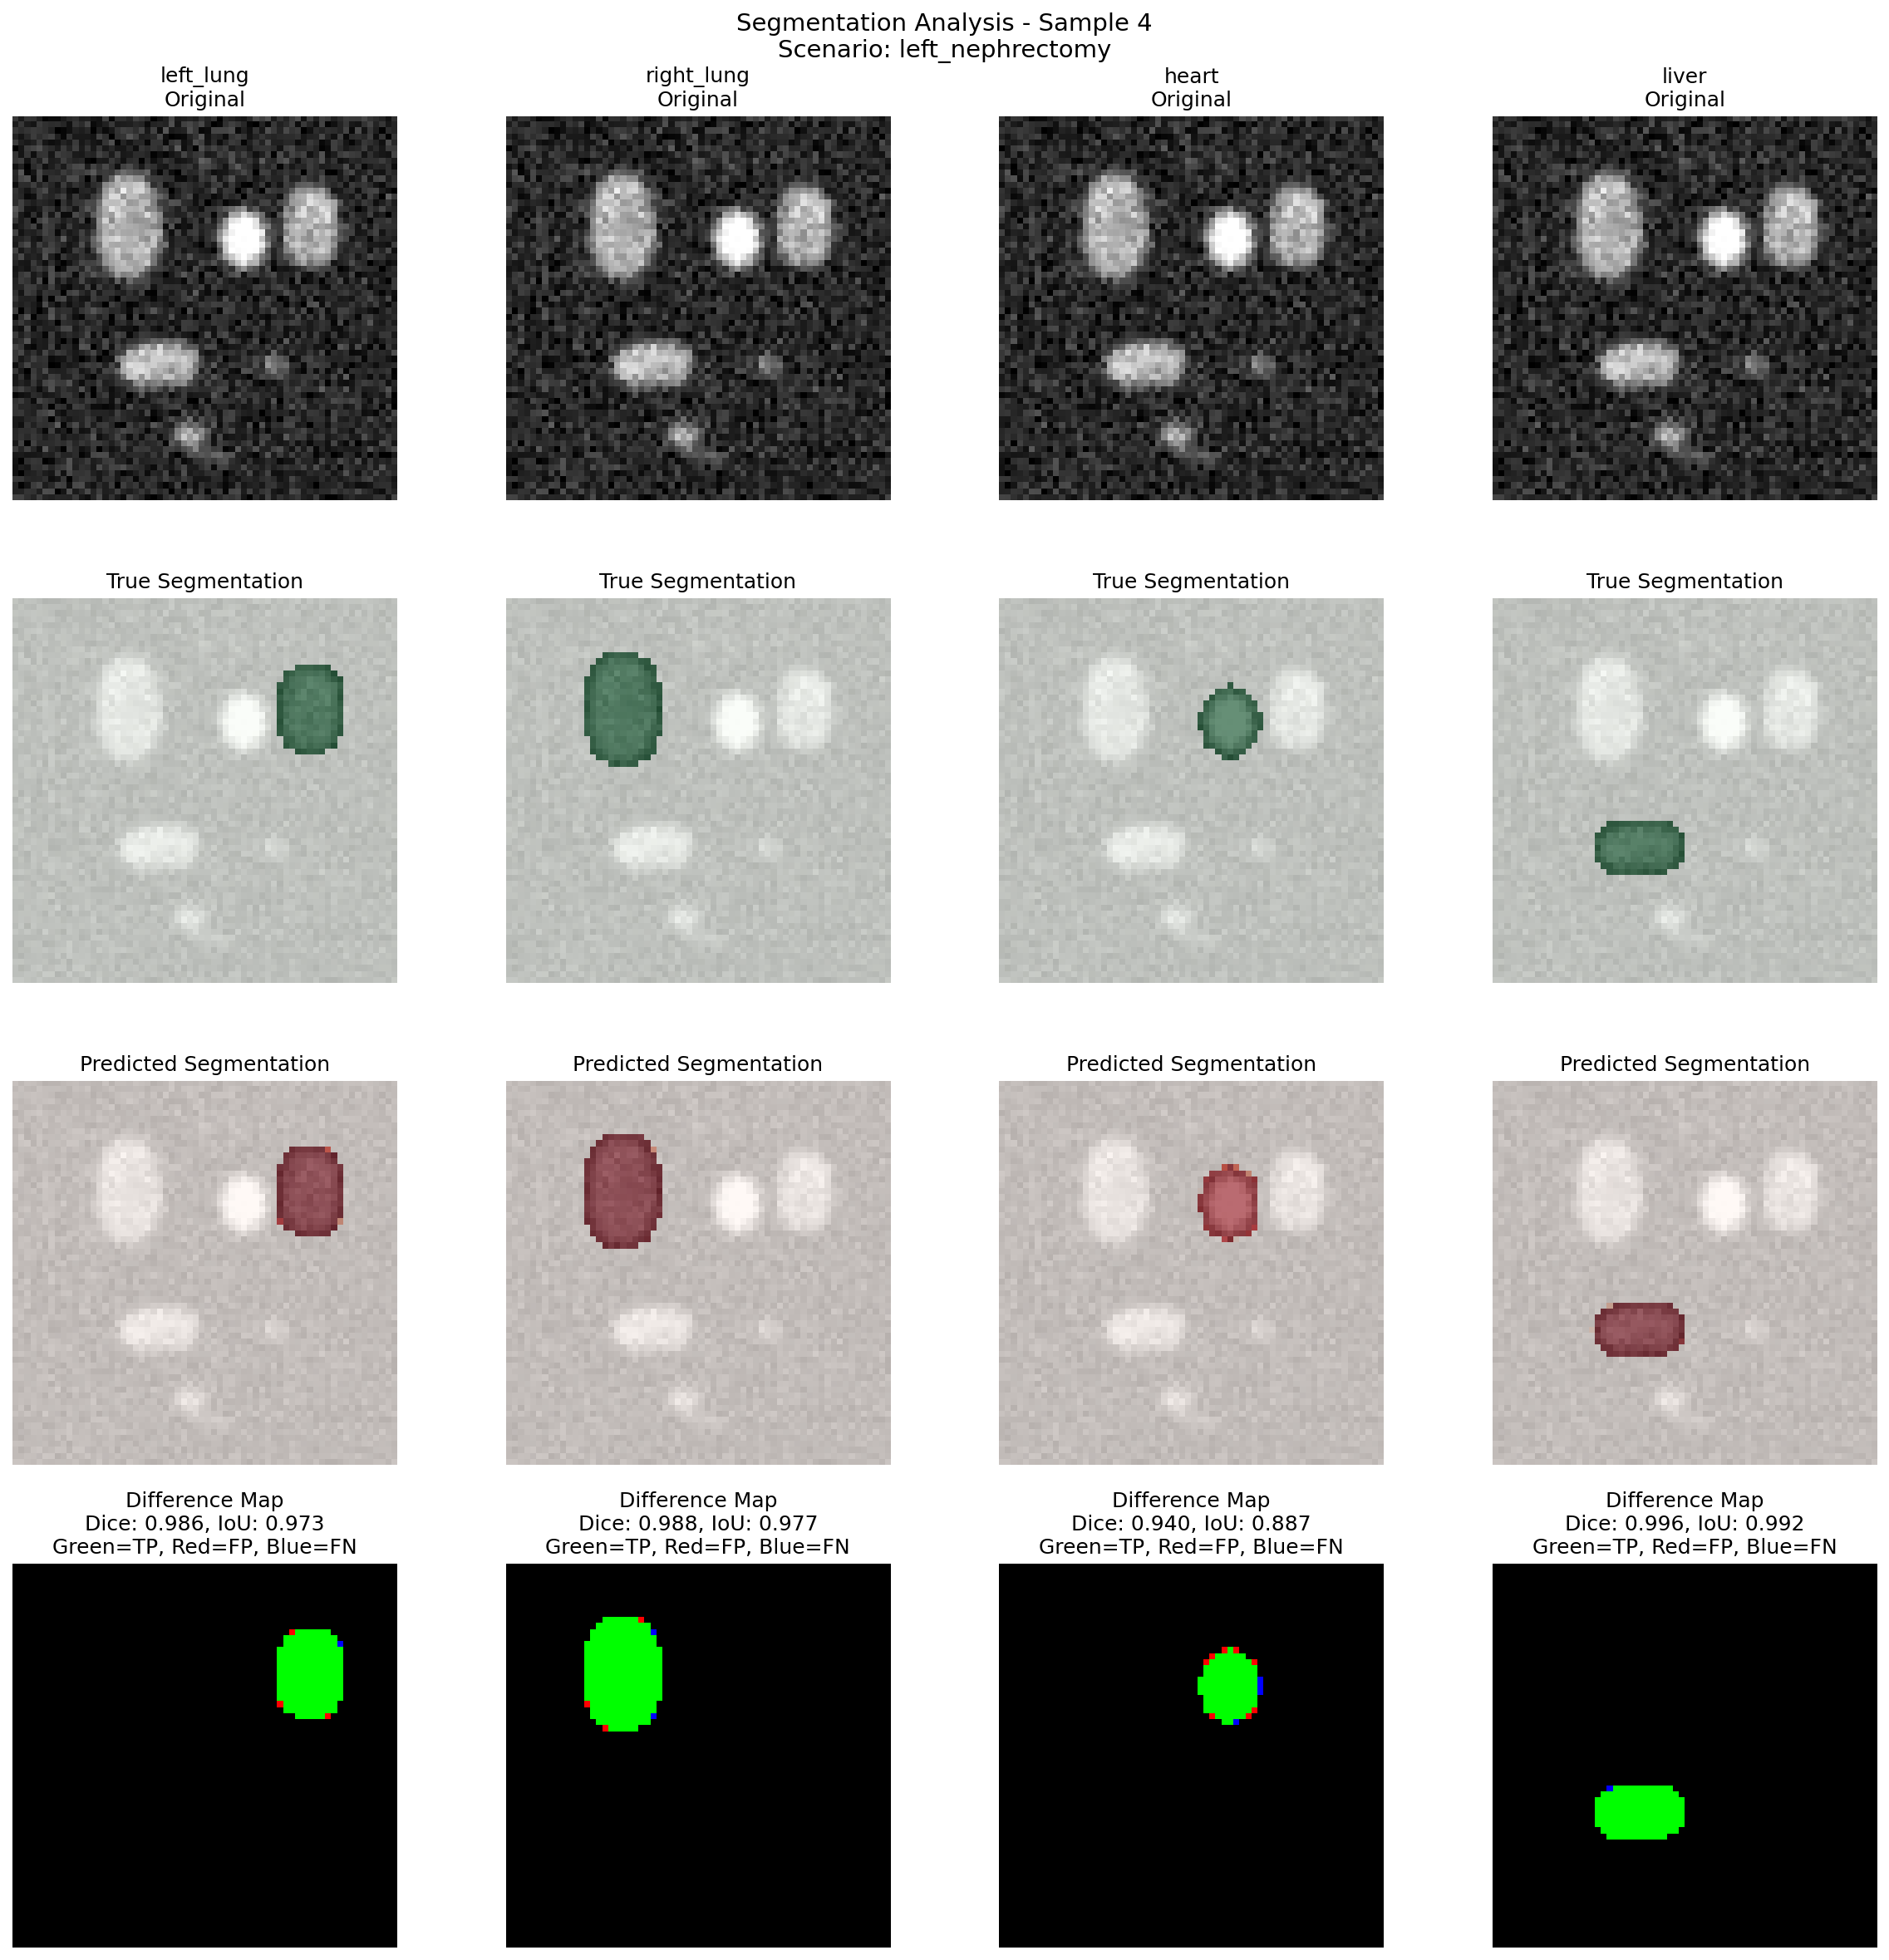 Segmentation Analysis - Sample 4
Scenario: left_nephrectomy
left_lung
Original
right_lung
Original
heart
Original
liver
Original
True Segmentation
True Segmentation
True Segmentation
True Segmentation
Predicted Segmentation
Predicted Segmentation
Predicted Segmentation
Predicted Segmentation
Difference Map
Dice: 0.986, IoU: 0.973
Green=TP, Red=FP, Blue=FN
Difference Map
Dice: 0.988, IoU: 0.977
Green=TP, Red=FP, Blue=FN
Difference Map
Dice: 0.940, IoU: 0.887
Green=TP, Red=FP, Blue=FN
Difference Map
Dice: 0.996, IoU: 0.992
Green=TP, Red=FP, Blue=FN